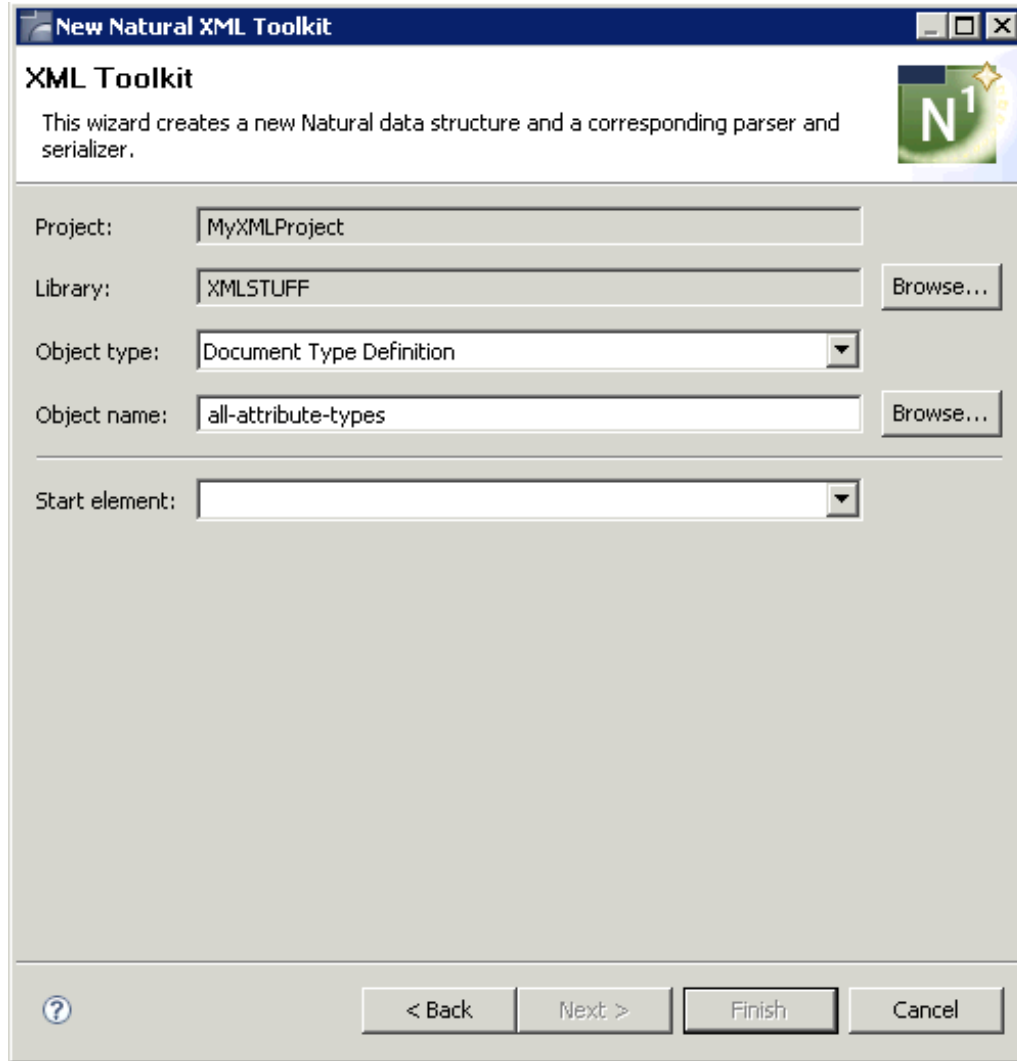 New Natural XML Toolkit
XML Toolkit
This wizard creates a new Natural data structure and a corresponding parser and
serializer.
N1
Project: MyXMLProject
Library: XMLSTUFF Browse...
Object type: Document Type Definition
Object name: all-attribute-types Browse...
Start element:
? < Back Next > Finish Cancel